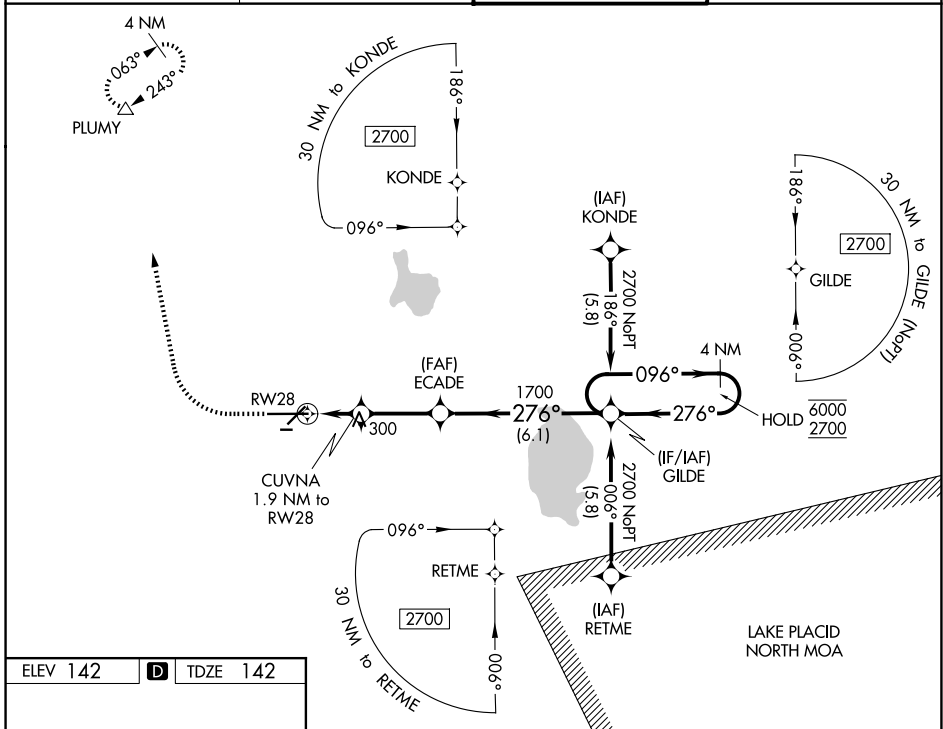 4 NM
063°
243°
PLUMY
30 NM to KONDE
186°
2700
KONDE
096°
(IAF)
KONDE
2700 NoPT
186°
(5.8)
186°
30 NM to GILDE (NoPT)
2700
GILDE
006°
4 NM
096°
276°
HOLD
6000
2700
(IF/IAF)
GILDE
(FAF)
ECADE
1700
276°
(6.1)
RW28
300
CUVNA
1.9 NM to
RW28
2700 NoPT
006°
(5.8)
(IAF)
RETME
096°
RETME
30 NM to RETME
2700
006°
LAKE PLACID
NORTH MOA
ELEV 142 D TDZE 142